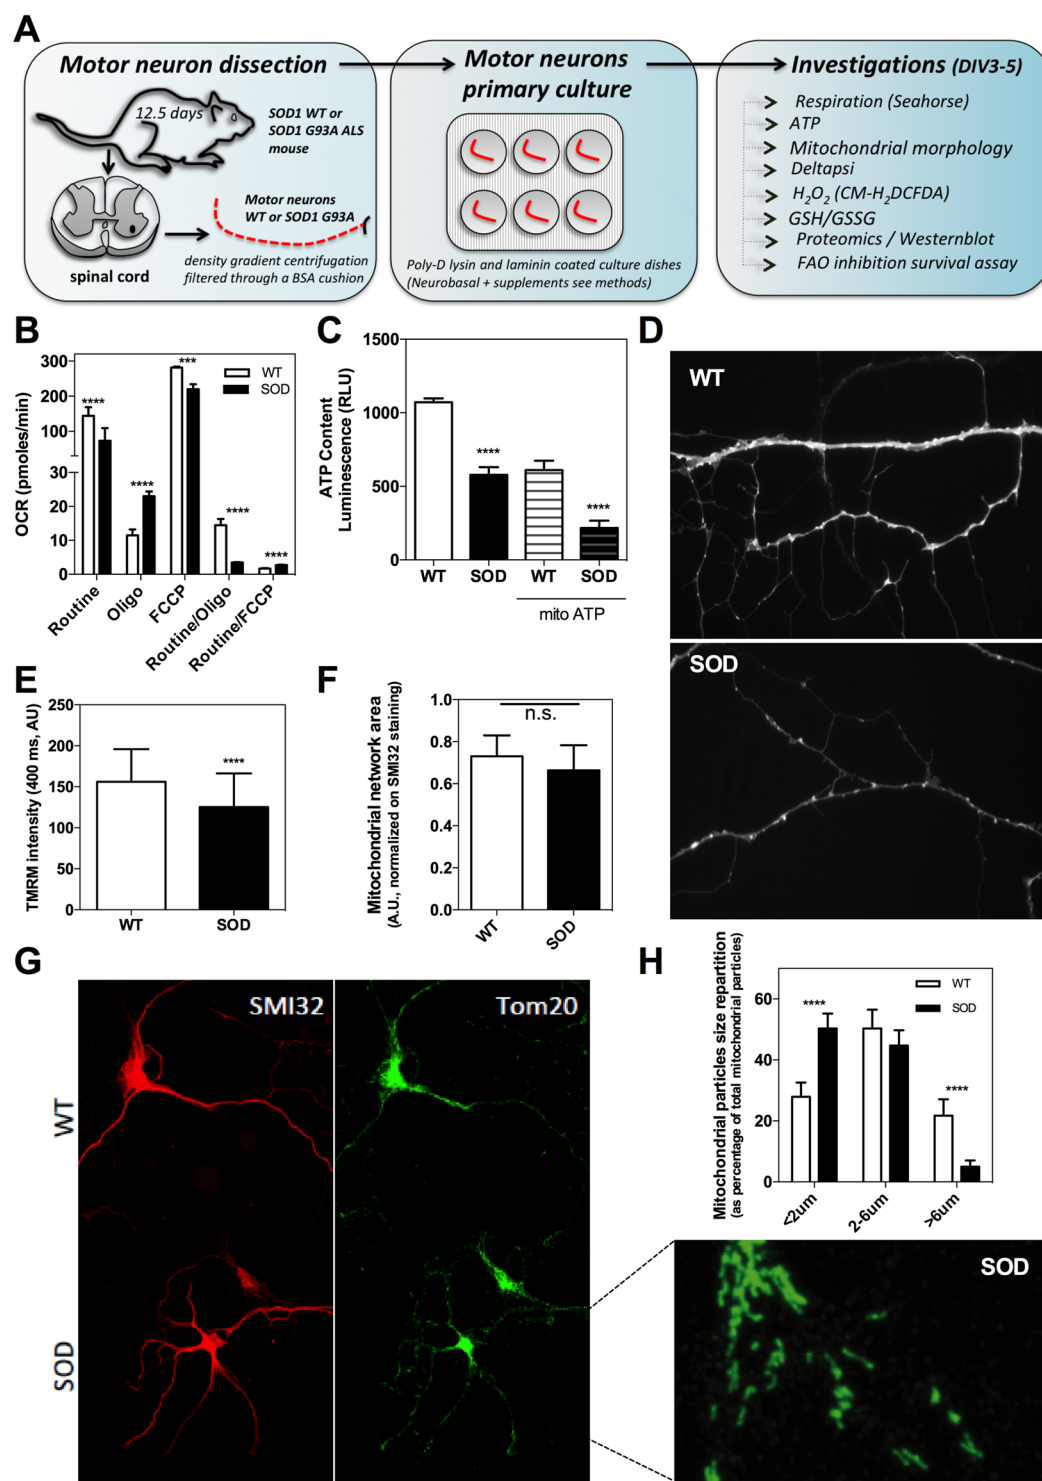 A
Motor neuron dissection
12.5 days
SOD1 WT or
SOD1 G93A ALS
mouse
Motor neurons
WT or SOD1 G93A
spinal cord
density gradient centrifugation
filtered through a BSA cushion
Motor neurons
primary culture
Poly-D lysin and laminin coated culture dishes
(Neurobasal + supplements see methods)
Investigations (DIV3-5)
Respiration (Seahorse)
ATP
Mitochondrial morphology
Deltapsi
H₂O₂ (CM-H₂DCFDA)
GSH/GSSG
Proteomics / Westernblot
FAO inhibition survival assay
B
OCR (pmoles/min)
300
200
100
30
20
10
0
****
****
***
****
****
WT
SOD
Routine
Oligo
FCCP
Routine/Oligo
Routine/FCCP
C
ATP Content
Luminescence (RLU)
1500
1000
500
0
****
****
WT
SOD
WT
SOD
mito ATP
D
WT
SOD
E
TMRM intensity (400 ms, AU)
250
200
150
100
50
0
****
WT
SOD
F
Mitochondrial network area
(A.U., normalized on SMI32 staining)
1.0
0.8
0.6
0.4
0.2
0.0
n.s.
WT
SOD
G
SMI32
Tom20
WT
SOD
H
Mitochondrial particles size repartition
(as percentage of total mitochondrial particles)
60
40
20
0
****
****
WT
SOD
<2um
2-6um
>6um
SOD